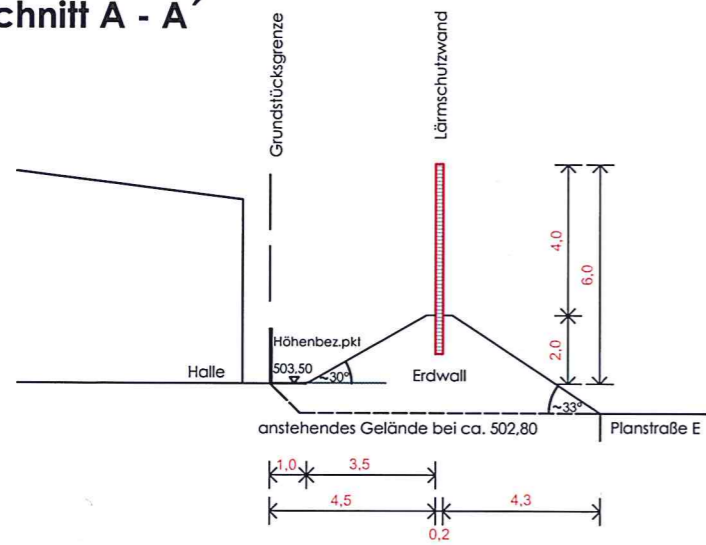 chnitt A - A´
Grundstücksgrenze
Lärmschutzwand
4,0
6,0
2,0
Höhenbez.pkt
503,50
Halle
~30°
Erdwall
~33°
anstehendes Gelände bei ca. 502,80
Planstraße E
1,0
3,5
4,5
4,3
0,2